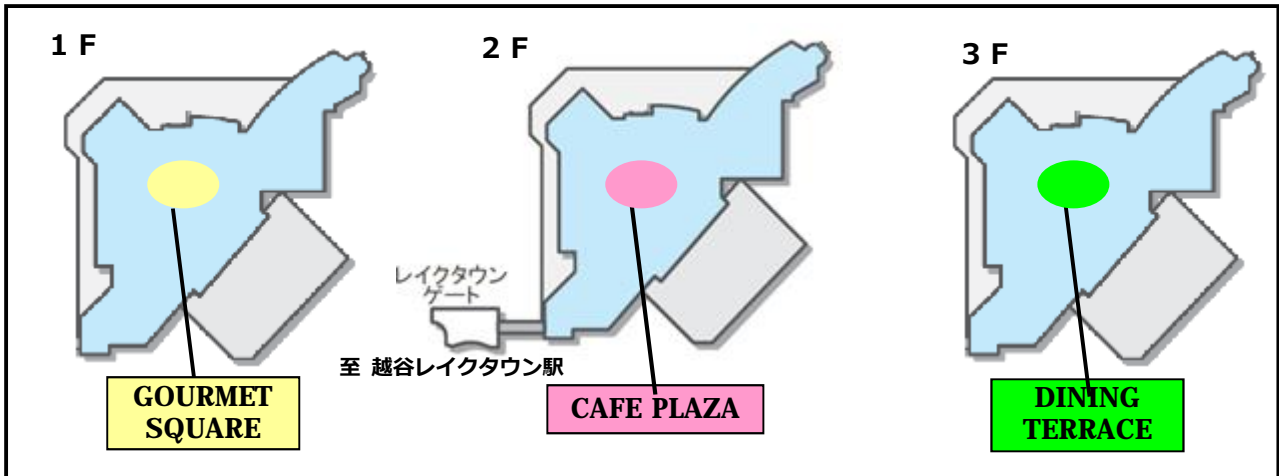 1 F
2 F
3 F
レイクタウン
ゲート
至 越谷レイクタウン駅
GOURMET
SQUARE
CAFE PLAZA
DINING
TERRACE